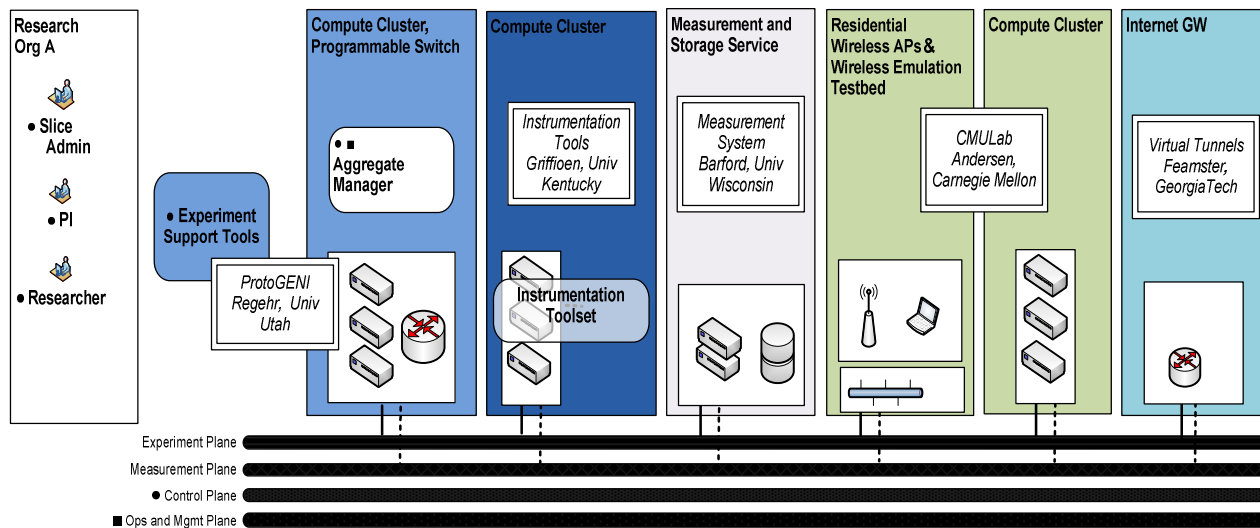 Research
Org A
● Slice
Admin
● PI
● Researcher
● Experiment
Support Tools
ProtoGENI
Regehr, Univ
Utah
Compute Cluster,
Programmable Switch
● ■
Aggregate
Manager
Compute Cluster
Instrumentation
Tools
Griffioen, Univ
Kentucky
Instrumentation
Toolset
Measurement and
Storage Service
Measurement
System
Barford, Univ
Wisconsin
Residential
Wireless APs &
Wireless Emulation
Testbed
CMULab
Andersen,
Carnegie Mellon
Compute Cluster
Internet GW
Virtual Tunnels
Feamster,
GeorgiaTech
Experiment Plane
Measurement Plane
● Control Plane
■ Ops and Mgmt Plane